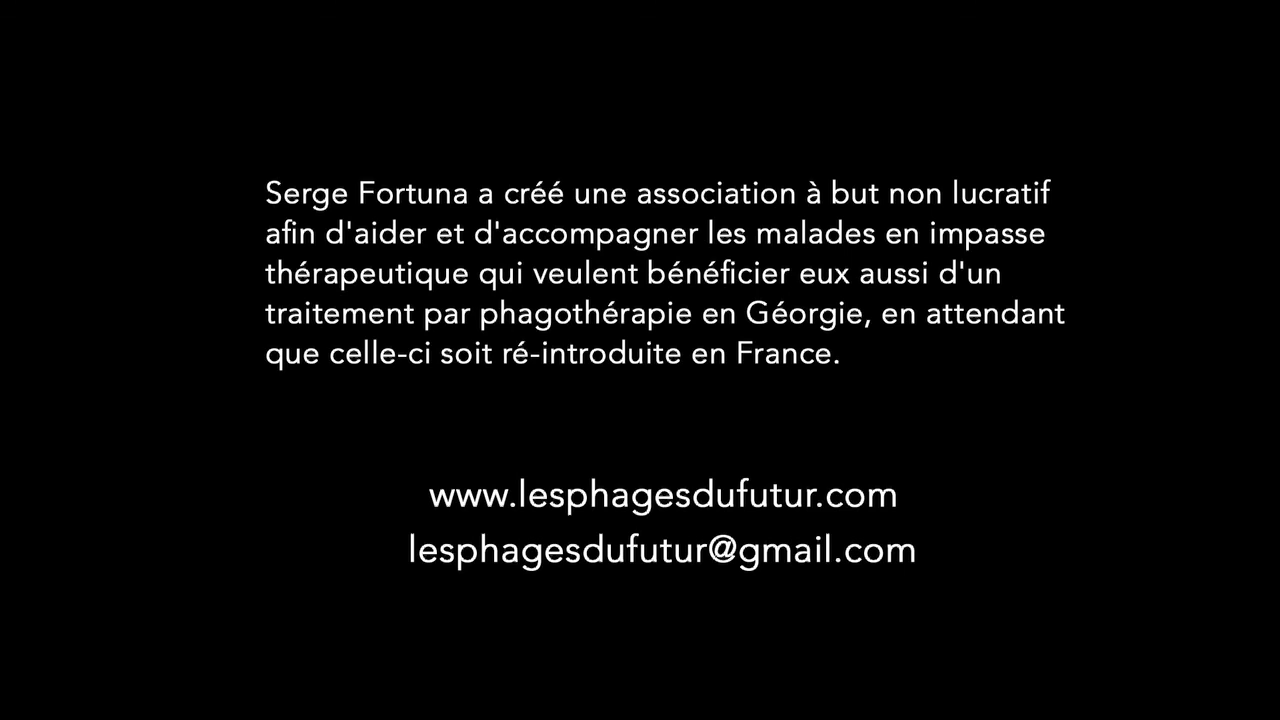 Serge Fortuna a créé une association à but non lucratif
afin d'aider et d'accompagner les malades en impasse
thérapeutique qui veulent bénéficier eux aussi d'un
traitement par phagothérapie en Géorgie, en attendant
que celle-ci soit ré-introduite en France.
www.lesphagesdufutur.com
lesphagesdufutur@gmail.com